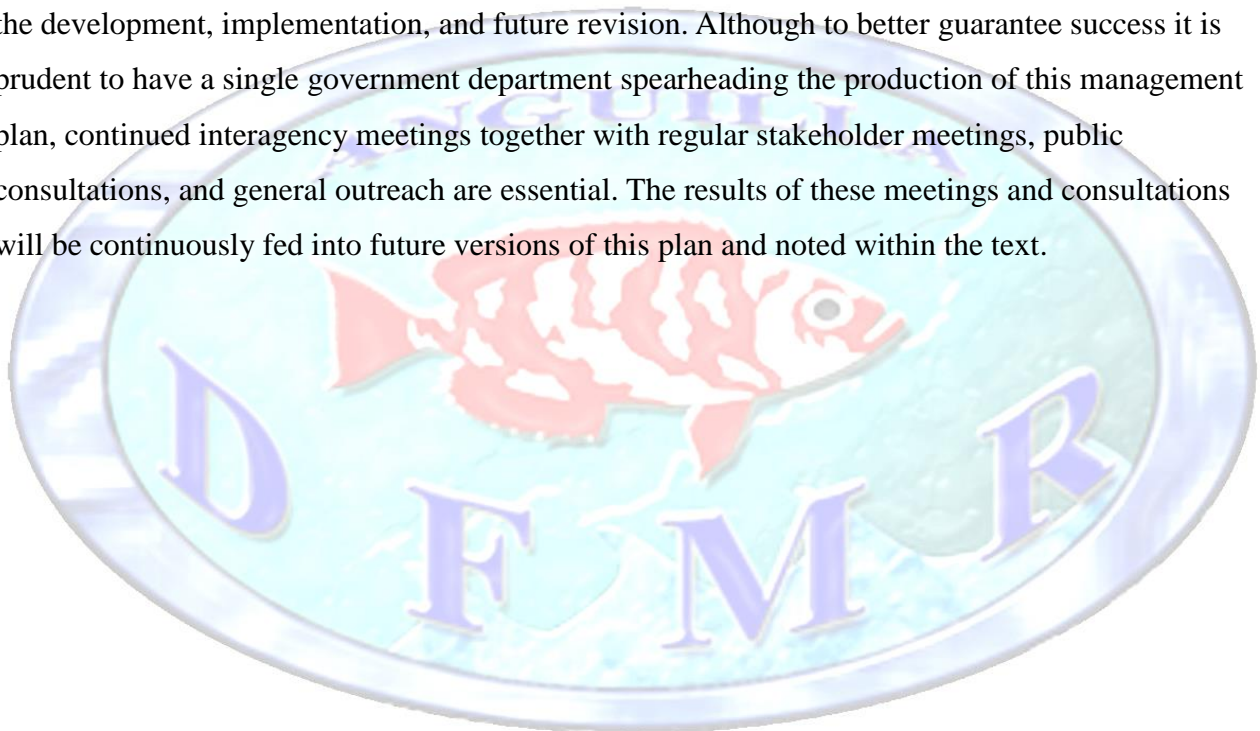 the development, implementation, and future revision. Although to better guarantee success it is
prudent to have a single government department spearheading the production of this management
plan, continued interagency meetings together with regular stakeholder meetings, public
consultations, and general outreach are essential. The results of these meetings and consultations
will be continuously fed into future versions of this plan and noted within the text.
ANGUILLA
DFMR